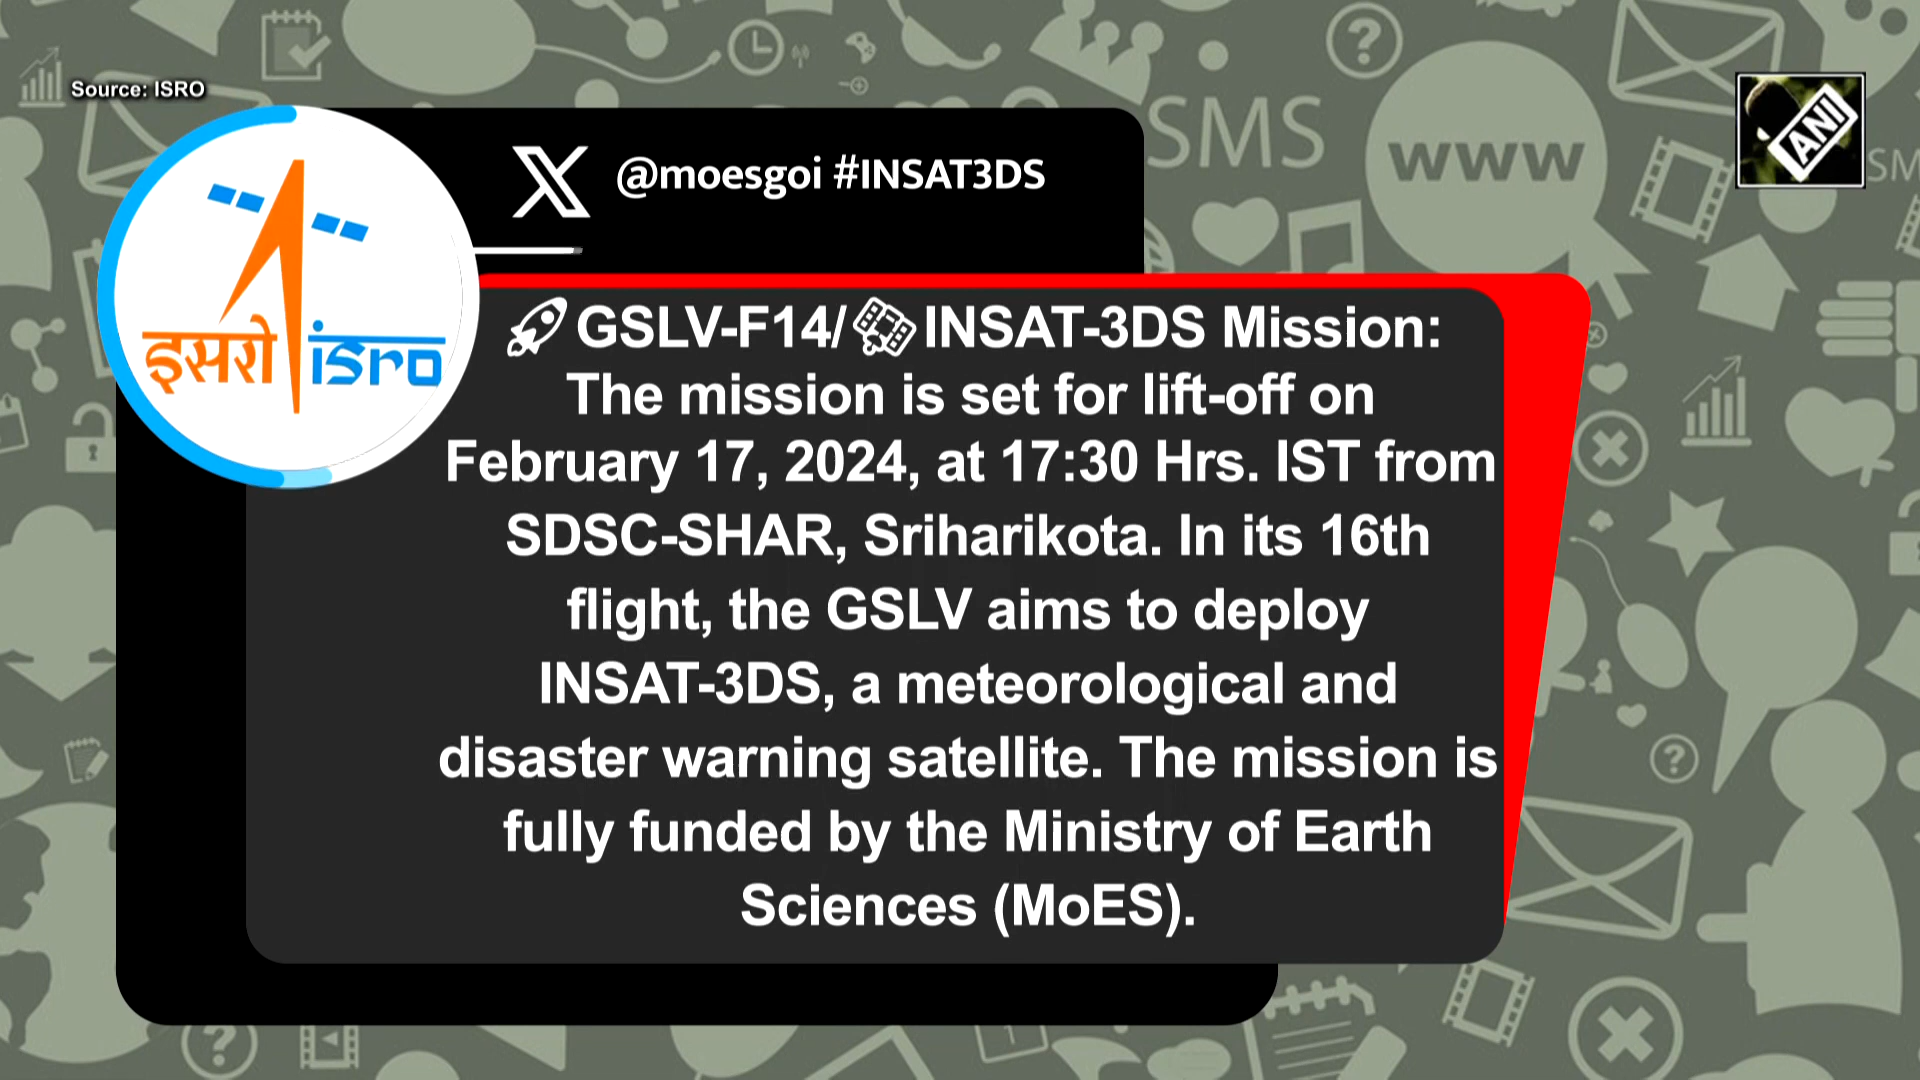 Source: ISRO
@moesgoi #INSAT3DS
इसरो isro
ANI
SMS
www
SM
GSLV-F14/ INSAT-3DS Mission:
The mission is set for lift-off on
February 17, 2024, at 17:30 Hrs. IST from
SDSC-SHAR, Sriharikota. In its 16th
flight, the GSLV aims to deploy
INSAT-3DS, a meteorological and
disaster warning satellite. The mission is
fully funded by the Ministry of Earth
Sciences (MoES).
1